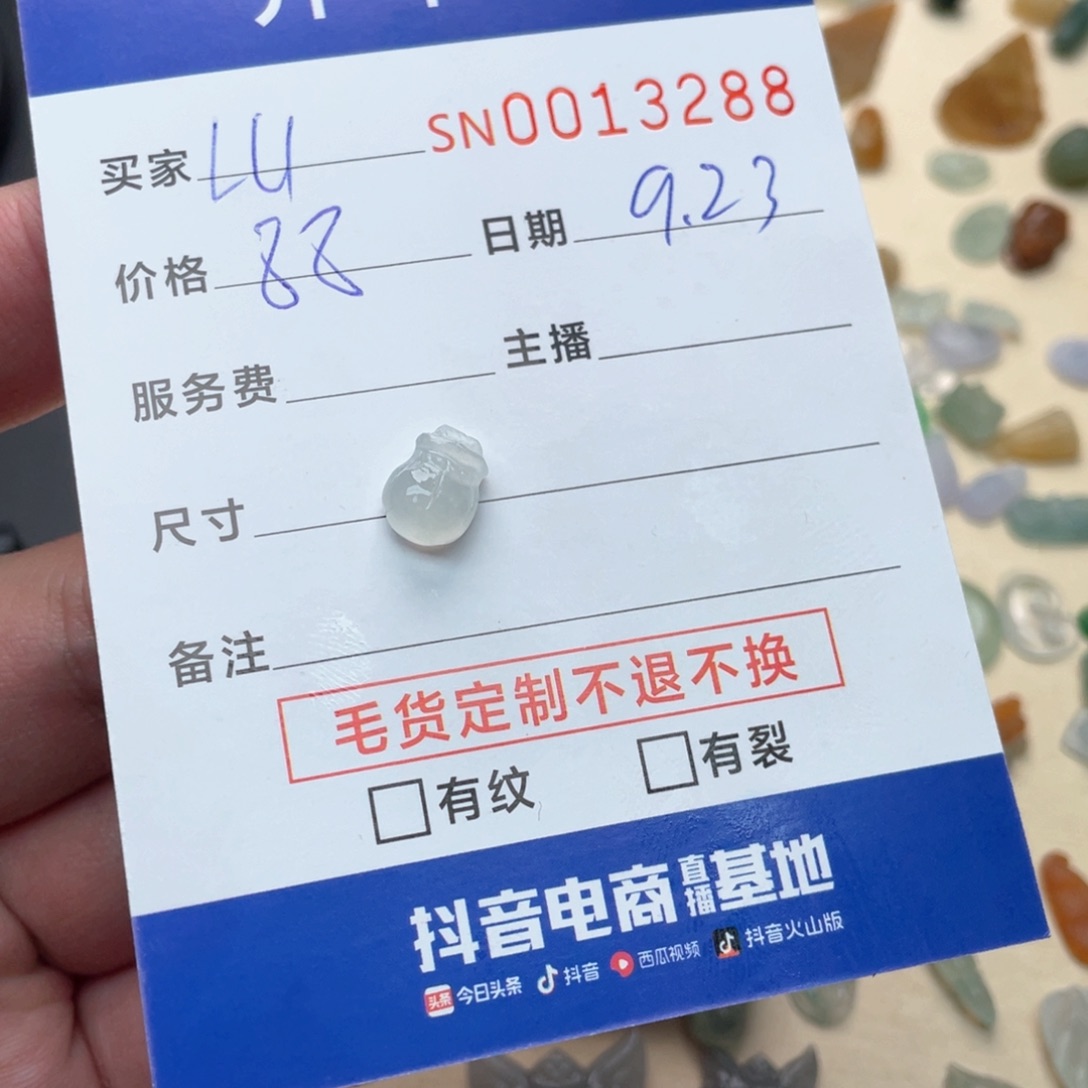 买家 LU SN0013288
价格 88 日期 9.23
服务费 主播
尺寸
备注
毛货定制不退不换
有纹 有裂
抖音电商直播基地
头条 今日头条 抖音 西瓜视频 抖音火山版